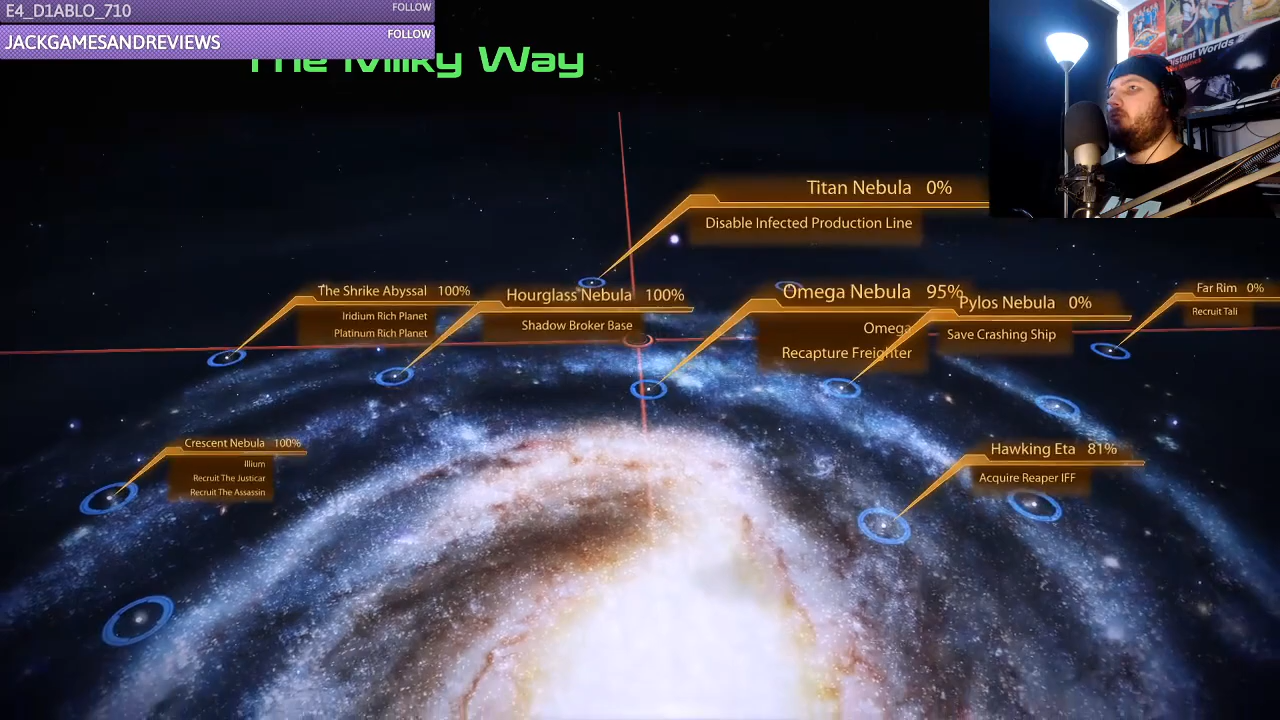 E4_D1ABLO_710
FOLLOW
JACKGAMESANDREVIEWS
FOLLOW
The Milky Way
Distant Worlds 2
Titan Nebula 0%
Disable Infected Production Line
The Shrike Abyssal 100%
Iridium Rich Planet
Platinum Rich Planet
Hourglass Nebula 100%
Shadow Broker Base
Omega Nebula 95%
Omega
Recapture Freighter
Pylos Nebula 0%
Save Crashing Ship
Far Rim 0%
Recruit Tali
Crescent Nebula 100%
Illium
Recruit The Justicar
Recruit The Assassin
Hawking Eta 81%
Acquire Reaper IFF